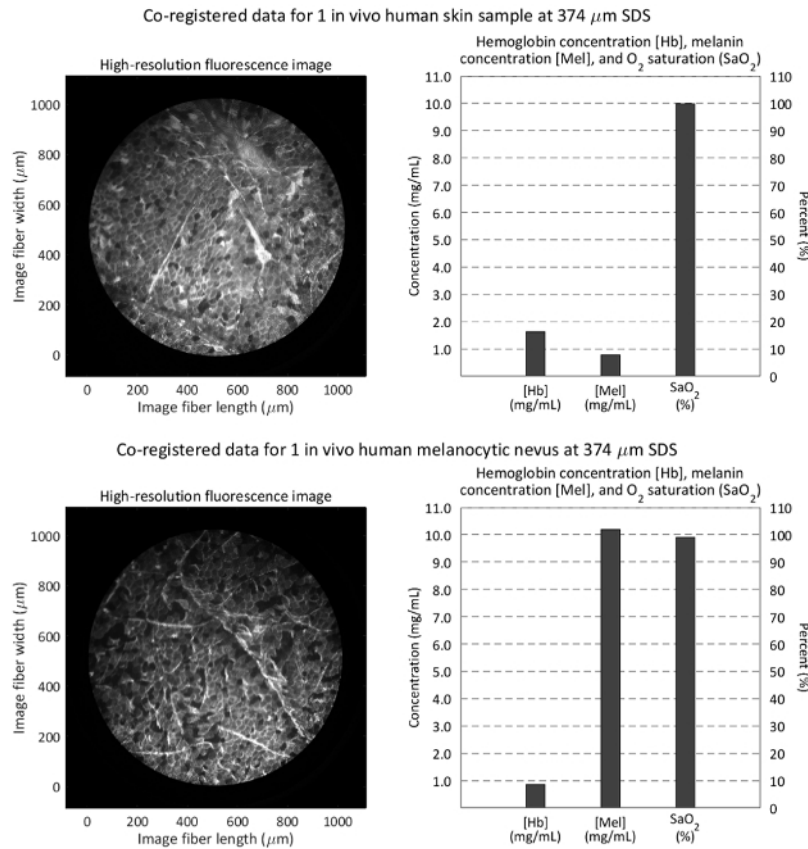 Co-registered data for 1 in vivo human skin sample at 374 μm SDS
High-resolution fluorescence image
Image fiber width (μm)
1000
800
600
400
200
0
0 200 400 600 800 1000
Image fiber length (μm)
Hemoglobin concentration [Hb], melanin
concentration [Mel], and O₂ saturation (SaO₂)
Concentration (mg/mL)
11.0
10.0
9.0
8.0
7.0
6.0
5.0
4.0
3.0
2.0
1.0
110
100
90
80
70
60
50
40
30
20
10
0
Percent (%)
[Hb] [Mel] SaO₂
(mg/mL) (mg/mL) (%)
Co-registered data for 1 in vivo human melanocytic nevus at 374 μm SDS
High-resolution fluorescence image
Image fiber width (μm)
1000
800
600
400
200
0
0 200 400 600 800 1000
Image fiber length (μm)
Hemoglobin concentration [Hb], melanin
concentration [Mel], and O₂ saturation (SaO₂)
Concentration (mg/mL)
11.0
10.0
9.0
8.0
7.0
6.0
5.0
4.0
3.0
2.0
1.0
110
100
90
80
70
60
50
40
30
20
10
0
Percent (%)
[Hb] [Mel] SaO₂
(mg/mL) (mg/mL) (%)